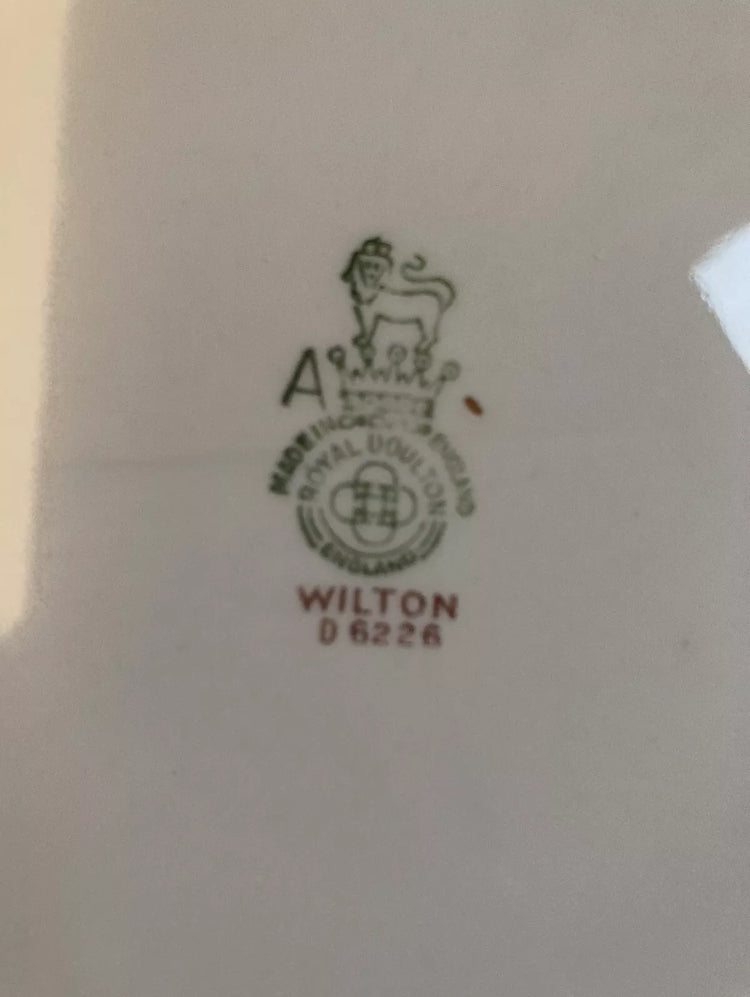 A
MADE IN ENGLAND
ROYAL DOULTON
ENGLAND
WILTON
D 6226